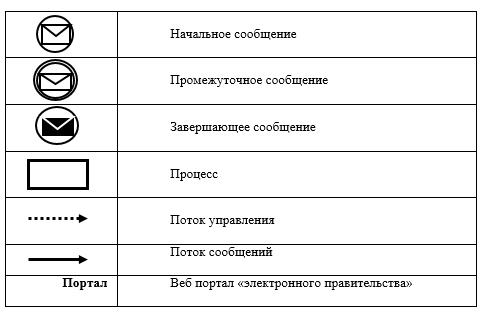 Начальное сообщение
Промежуточное сообщение
Завершающее сообщение
Процесс
Поток управления
Поток сообщений
Портал Веб портал «электронного правительства»